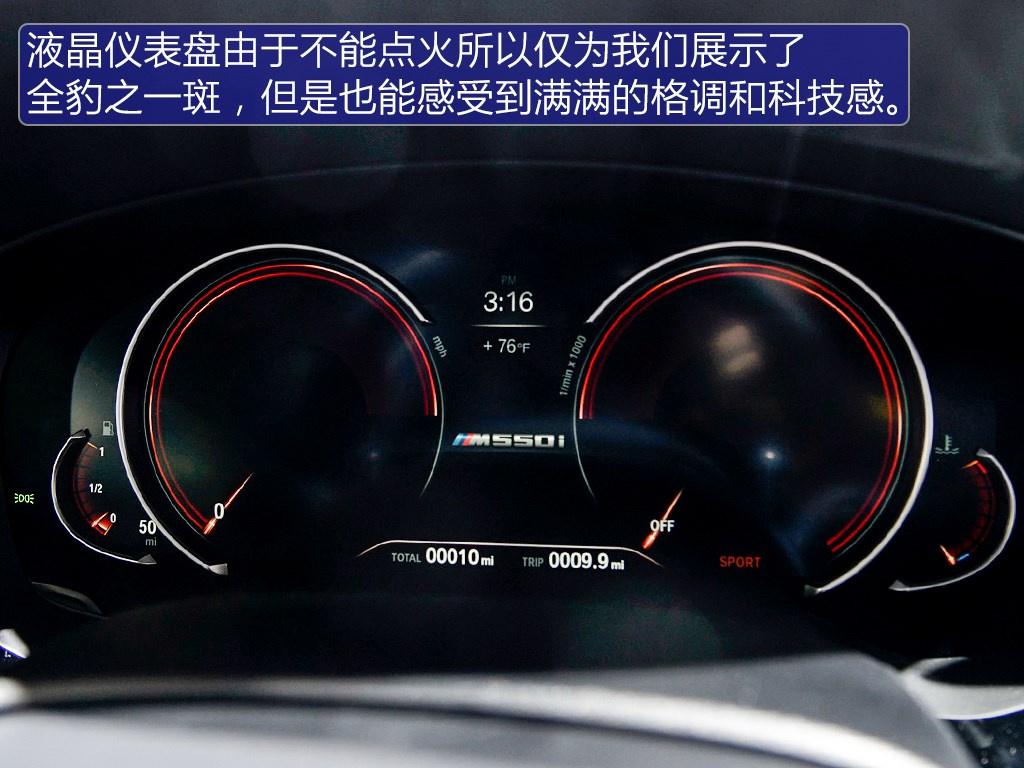 液晶仪表盘由于不能点火所以仅为我们展示了
全豹之一斑，但是也能感受到满满的格调和科技感。
PM
3:16
+ 76°F
mph
1/min x 1000
M550i
1
1/2
0
50
mi
0
OFF
TOTAL 00010 mi TRIP 0009.9 mi
SPORT